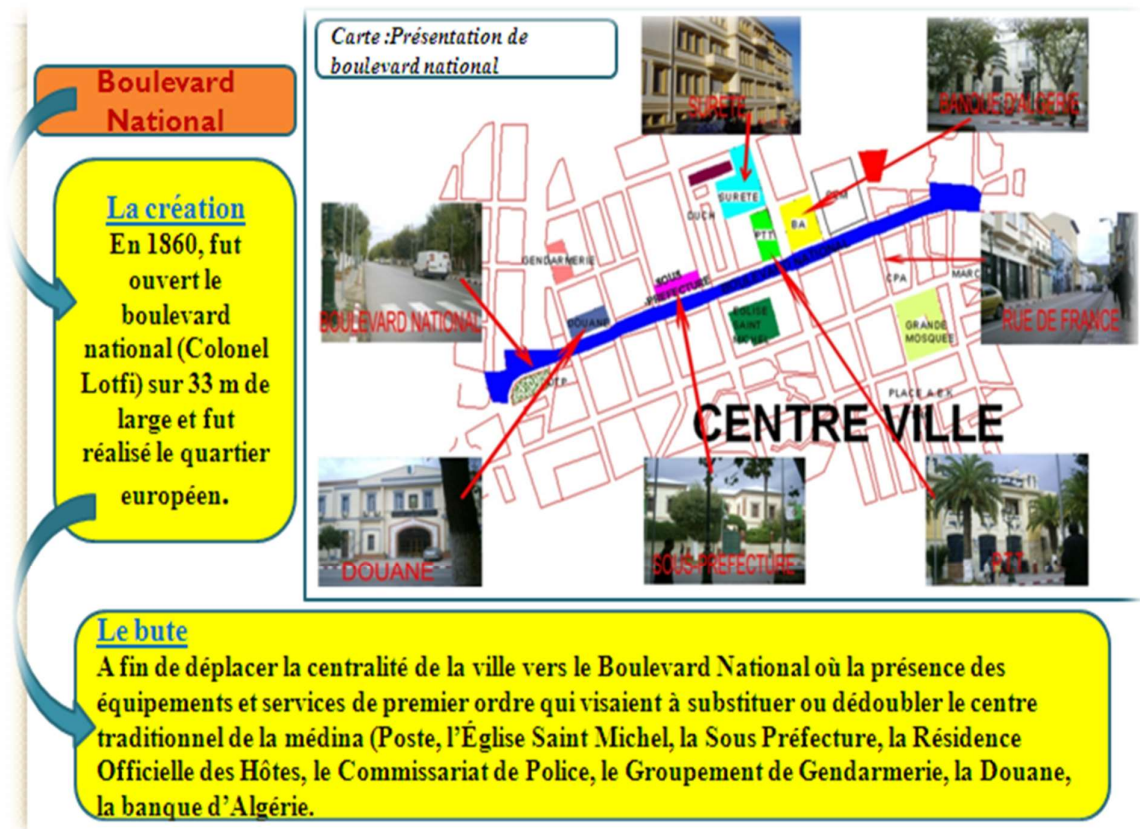 Carte :Présentation de
boulevard national
Boulevard
National
La création
En 1860, fut
ouvert le
boulevard
national (Colonel
Lotfi) sur 33 m de
large et fut
réalisé le quartier
européen.
SURETE
BANQUE D'ALGERIE
BOULEVARD NATIONAL
RUE DE FRANCE
DOUANE
SOUS-PREFECTURE
PTT
SURETE
DUCH
PTT
BA
GENDARMERIE
SOUS
PREFECTURE
BOULEVARD NATIONAL
DOUANE
EGLISE
SAINT
CPA
MARC
GRANDE
MOSQUEE
PLACE A.E.K
CENTRE VILLE
Le bute
A fin de déplacer la centralité de la ville vers le Boulevard National où la présence des
équipements et services de premier ordre qui visaient à substituer ou dédoubler le centre
traditionnel de la médina (Poste, l'Église Saint Michel, la Sous Préfecture, la Résidence
Officielle des Hôtes, le Commissariat de Police, le Groupement de Gendarmerie, la Douane,
la banque d'Algérie.